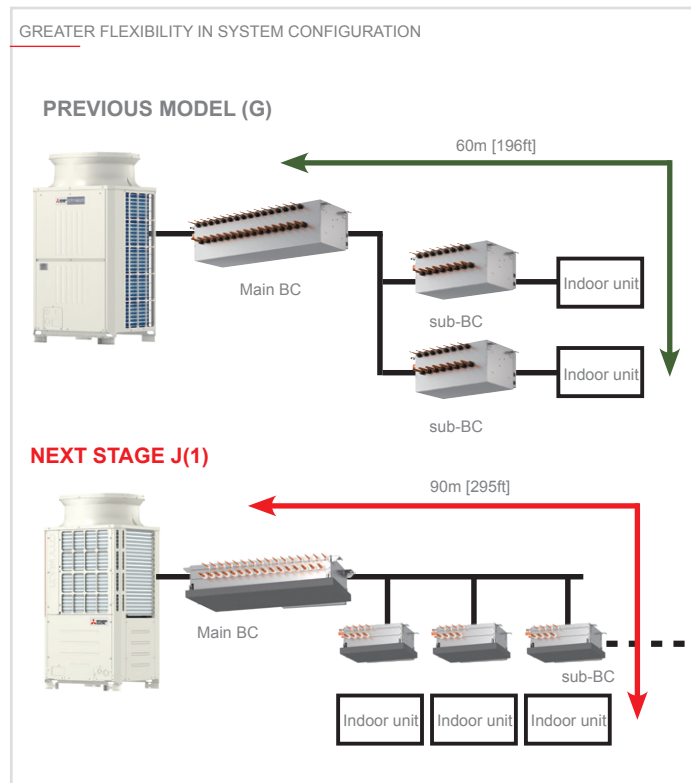 GREATER FLEXIBILITY IN SYSTEM CONFIGURATION
PREVIOUS MODEL (G)
60m [196ft]
Main BC
Indoor unit
sub-BC
Indoor unit
sub-BC
NEXT STAGE J(1)
90m [295ft]
Main BC
sub-BC
Indoor unit
Indoor unit
Indoor unit